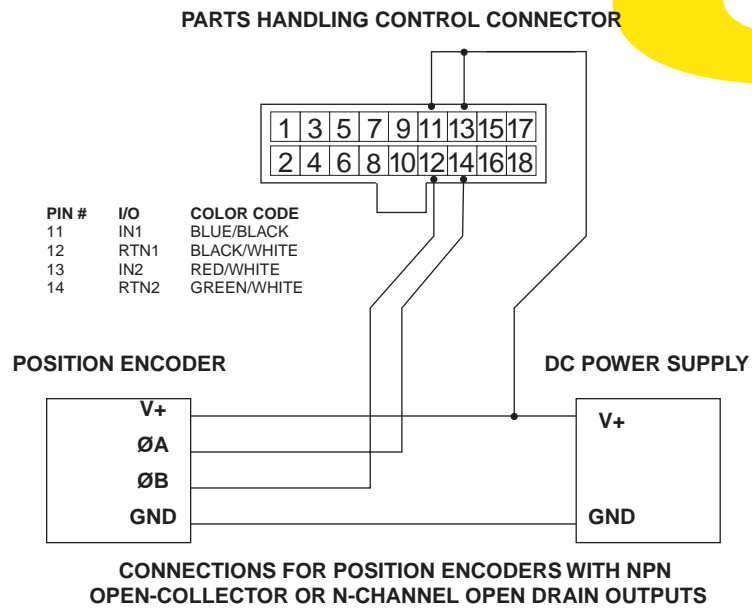 PARTS HANDLING CONTROL CONNECTOR
1 3 5 7 9 11 13 15 17
2 4 6 8 10 12 14 16 18
PIN # I/O COLOR CODE
11 IN1 BLUE/BLACK
12 RTN1 BLACK/WHITE
13 IN2 RED/WHITE
14 RTN2 GREEN/WHITE
POSITION ENCODER
DC POWER SUPPLY
V+
ØA
ØB
GND
V+
GND
CONNECTIONS FOR POSITION ENCODERS WITH NPN
OPEN-COLLECTOR OR N-CHANNEL OPEN DRAIN OUTPUTS